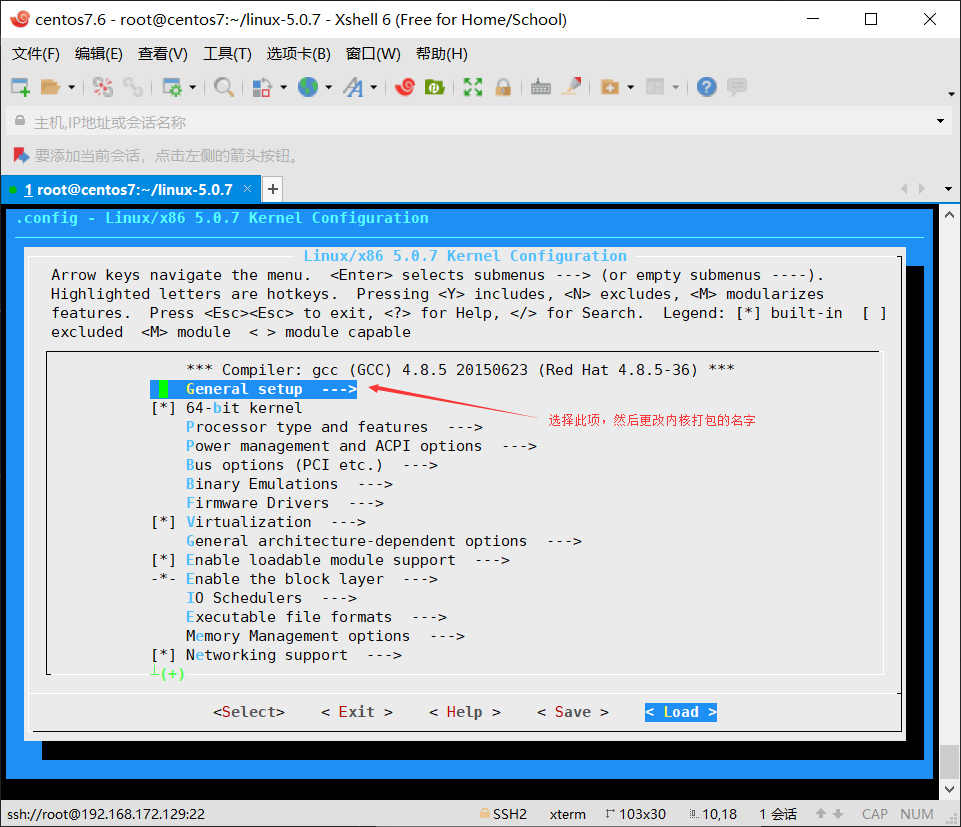 centos7.6 - root@centos7:~/linux-5.0.7 - Xshell 6 (Free for Home/School)
文件(F) 编辑(E) 查看(V) 工具(T) 选项卡(B) 窗口(W) 帮助(H)
主机,IP地址或会话名称
要添加当前会话，点击左侧的箭头按钮。
1 root@centos7:~/linux-5.0.7 × +
.config - Linux/x86 5.0.7 Kernel Configuration
Linux/x86 5.0.7 Kernel Configuration
Arrow keys navigate the menu.  <Enter> selects submenus ---> (or empty submenus ----).
Highlighted letters are hotkeys.  Pressing <Y> includes, <N> excludes, <M> modularizes
features.  Press <Esc><Esc> to exit, <?> for Help, </> for Search.  Legend: [*] built-in  [ ]
excluded  <M> module  < > module capable
*** Compiler: gcc (GCC) 4.8.5 20150623 (Red Hat 4.8.5-36) ***
General setup  --->
[*] 64-bit kernel
选择此项，然后更改内核打包的名字
Processor type and features  --->
Power management and ACPI options  --->
Bus options (PCI etc.)  --->
Binary Emulations  --->
Firmware Drivers  --->
[*] Virtualization  --->
General architecture-dependent options  --->
[*] Enable loadable module support  --->
-*- Enable the block layer  --->
IO Schedulers  --->
Executable file formats  --->
Memory Management options  --->
[*] Networking support  --->
┴(+)
<Select>    < Exit >    < Help >    < Save >    < Load >
ssh://root@192.168.172.129:22 SSH2 xterm 103x30 10,18 1 会话 CAP NUM